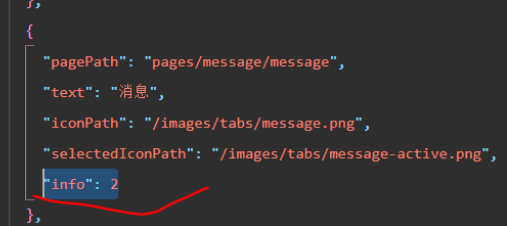 },
{
"pagePath": "pages/message/message",
"text": "消息",
"iconPath": "/images/tabs/message.png",
"selectedIconPath": "/images/tabs/message-active.png",
"info": 2
},